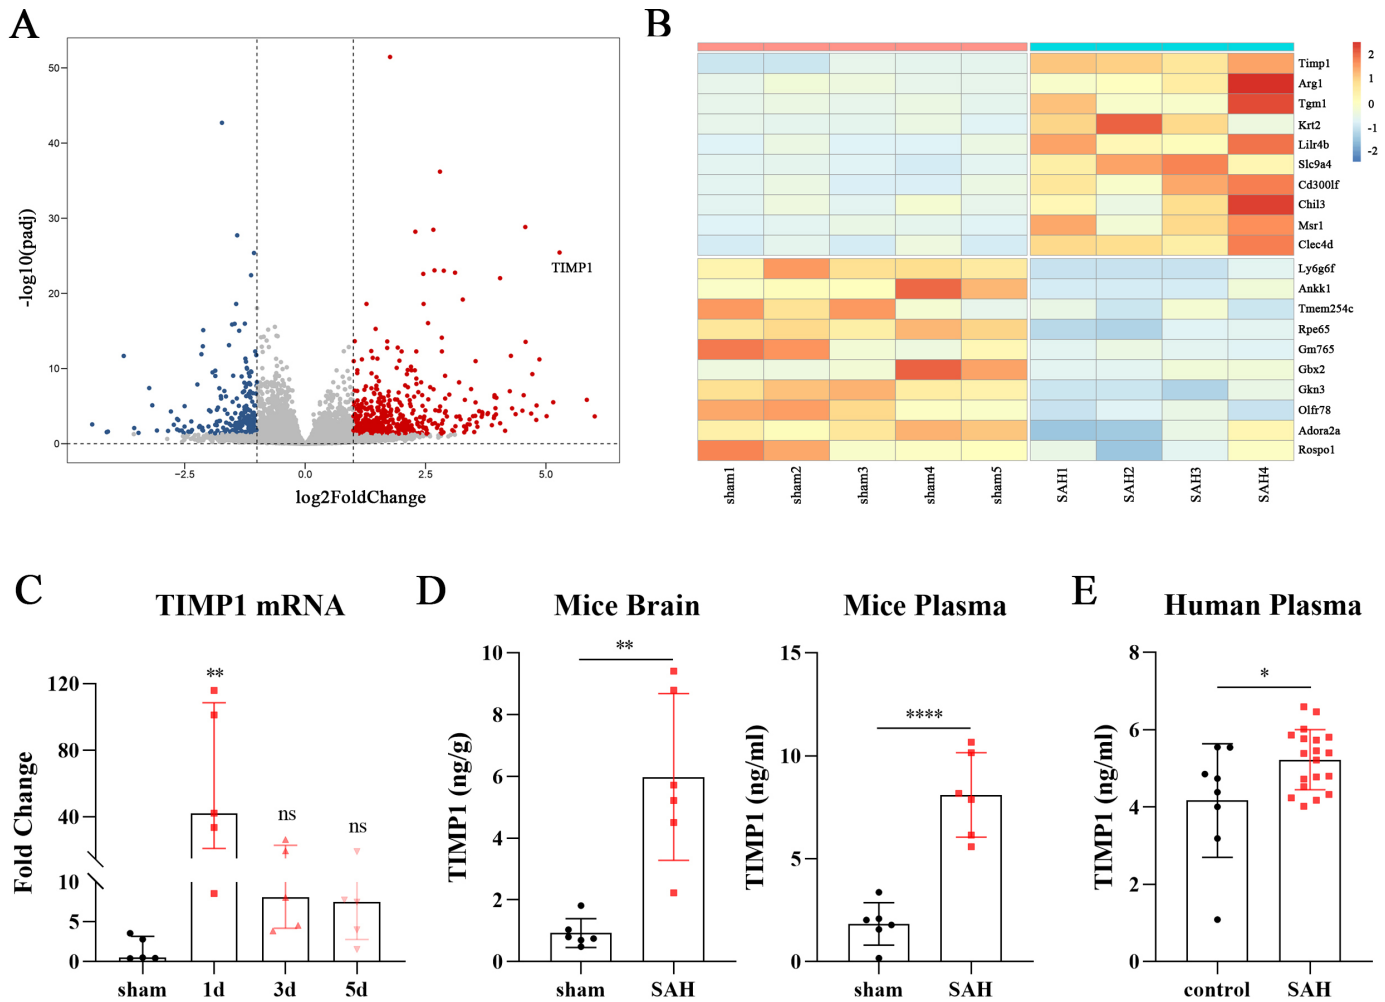 A
B
50
40
30
20
10
0
-log10(padj)
TIMP1
−2.5
0.0
2.5
5.0
log2FoldChange
Timp1
Arg1
Tgm1
Krt2
Lilr4b
Slc9a4
Cd300lf
Chil3
Msr1
Clec4d
Ly6g6f
Ankk1
Tmem254c
Rpe65
Gm765
Gbx2
Gkn3
Olfr78
Adora2a
Rospo1
2
1
0
-1
-2
sham1
sham2
sham3
sham4
sham5
SAH1
SAH2
SAH3
SAH4
C
TIMP1 mRNA
Fold Change
120
80
40
10
5
0
**
ns
ns
sham
1d
3d
5d
D
Mice Brain
TIMP1 (ng/g)
10
8
6
4
2
0
**
sham
SAH
Mice Plasma
TIMP1 (ng/ml)
15
10
5
0
****
sham
SAH
E
Human Plasma
TIMP1 (ng/ml)
8
6
4
2
0
*
control
SAH